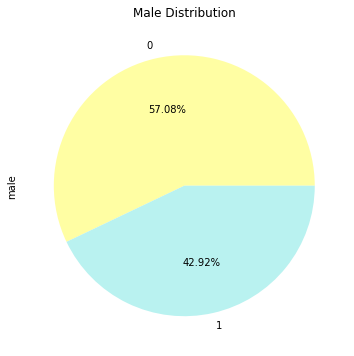 Male Distribution
0
57.08%
male
42.92%
1